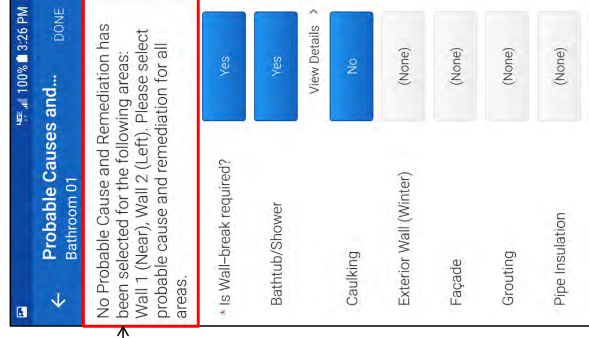 100% 3:26 PM
Probable Causes and...
DONE
Bathroom 01
No Probable Cause and Remediation has
been selected for the following areas:
Wall 1 (Near), Wall 2 (Left). Please select
probable cause and remediation for all
areas.
* Is Wall-break required?
Yes
Bathtub/Shower
Yes
View Details >
Caulking
No
Exterior Wall (Winter)
(None)
Façade
(None)
Grouting
(None)
Pipe Insulation
(None)